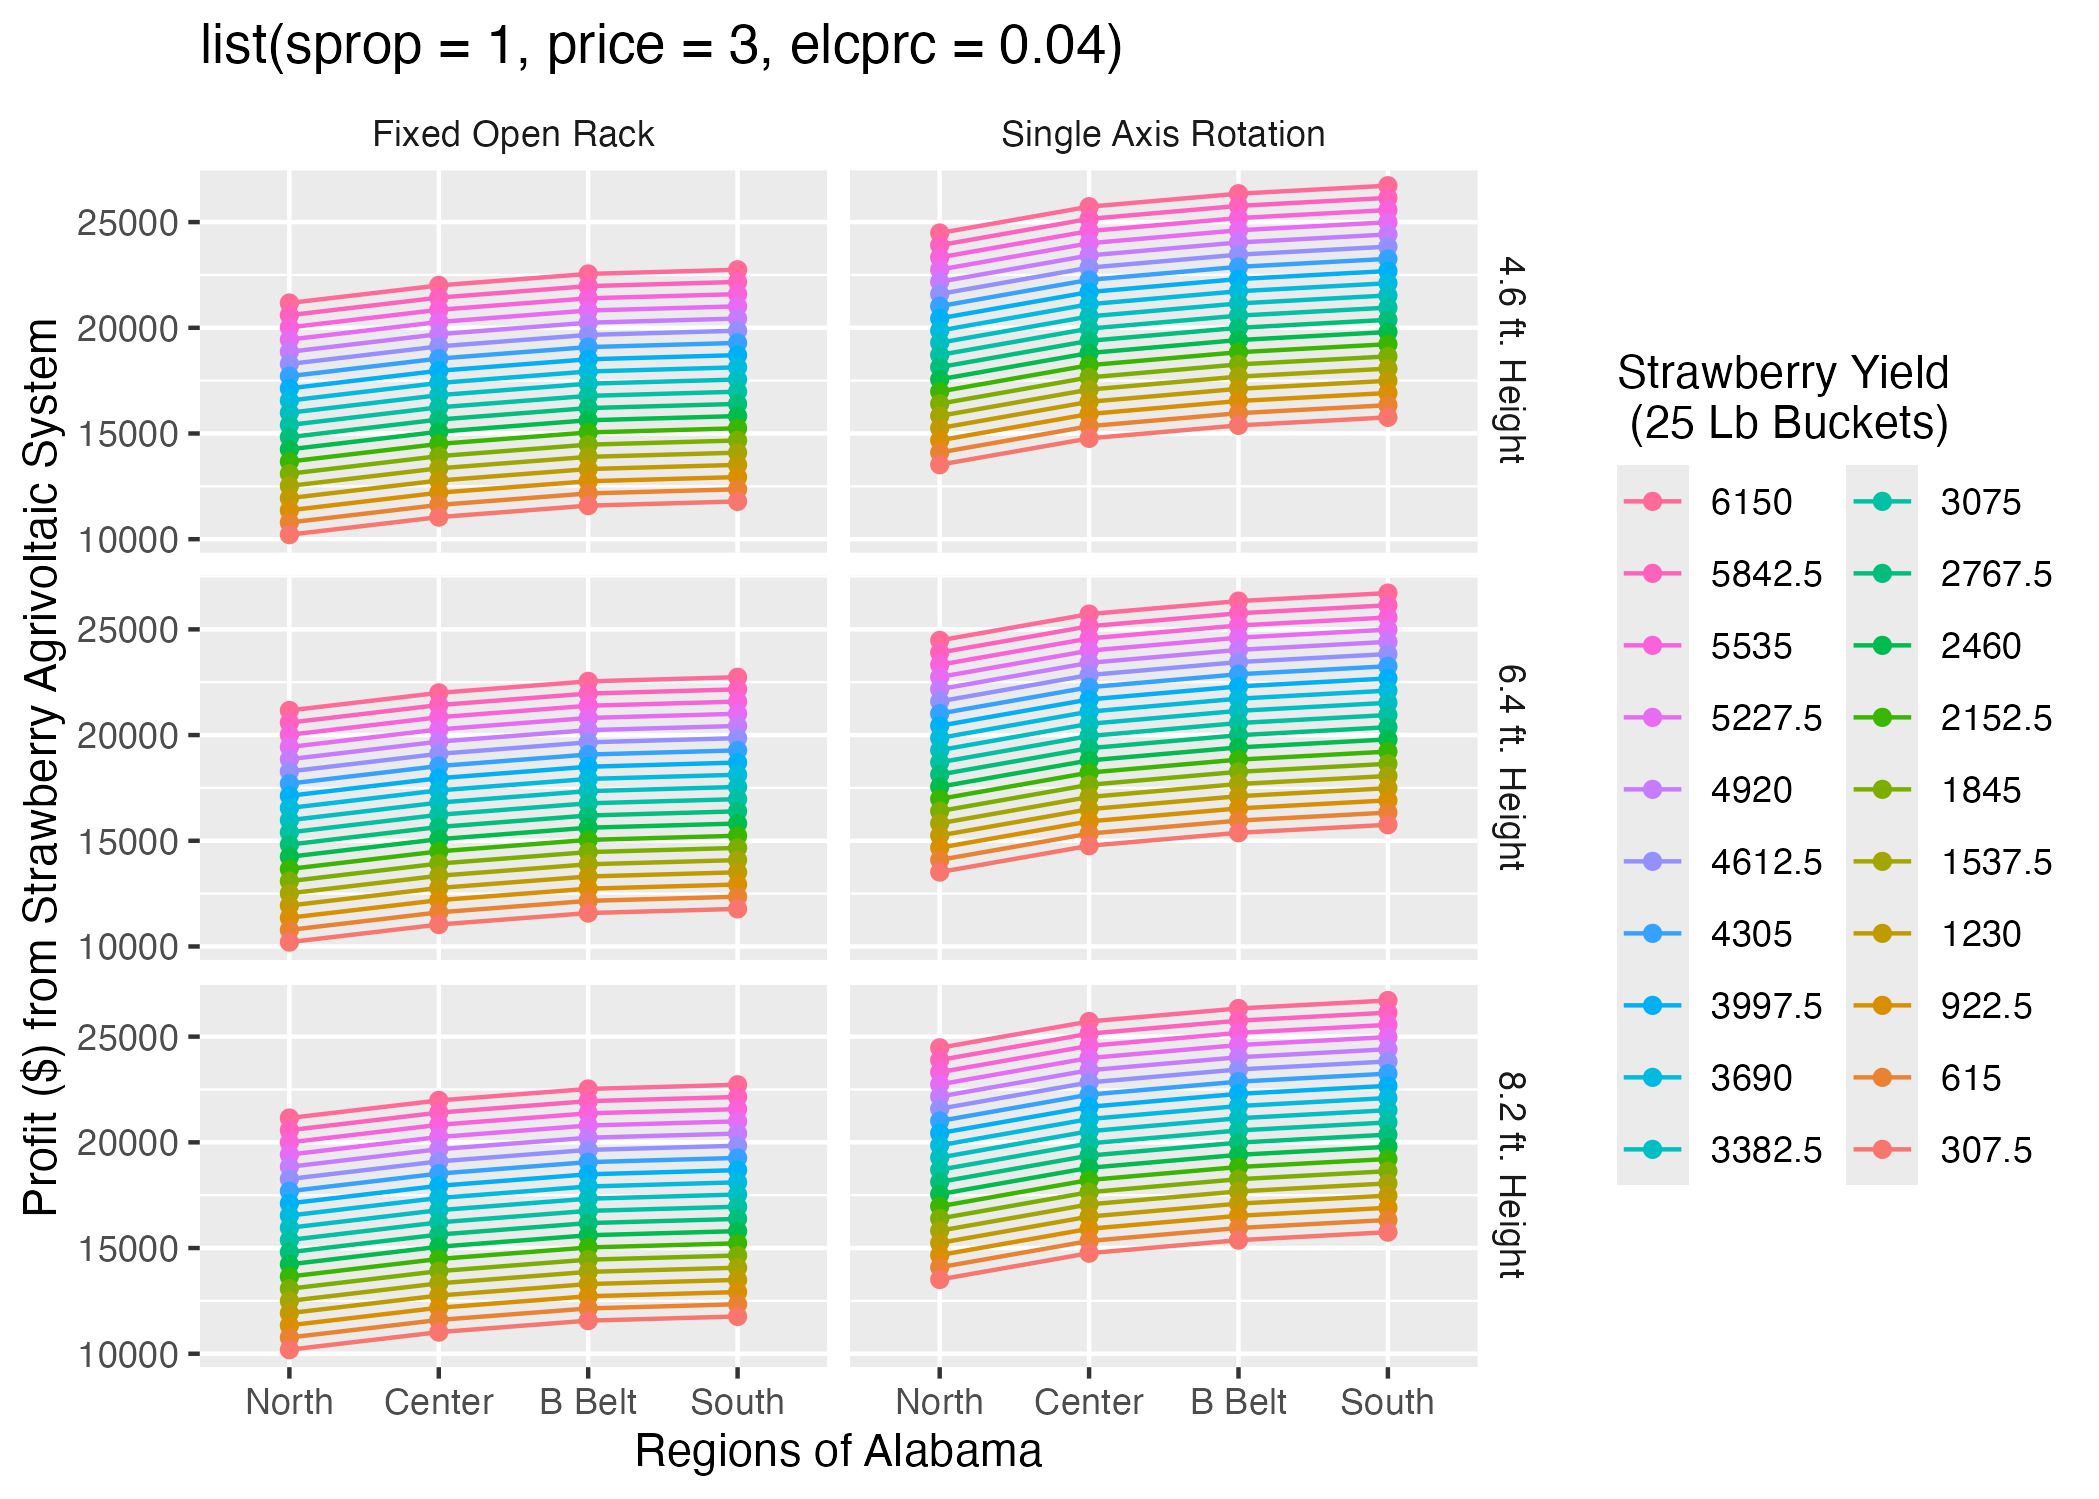 list(sprop = 1, price = 3, elcprc = 0.04)
Fixed Open Rack
Single Axis Rotation
Profit ($) from Strawberry Agrivoltaic System
25000
20000
15000
10000
4.6 ft. Height
25000
20000
15000
10000
6.4 ft. Height
25000
20000
15000
10000
8.2 ft. Height
North Center B Belt South
North Center B Belt South
Regions of Alabama
Strawberry Yield
(25 Lb Buckets)
6150
5842.5
5535
5227.5
4920
4612.5
4305
3997.5
3690
3382.5
3075
2767.5
2460
2152.5
1845
1537.5
1230
922.5
615
307.5